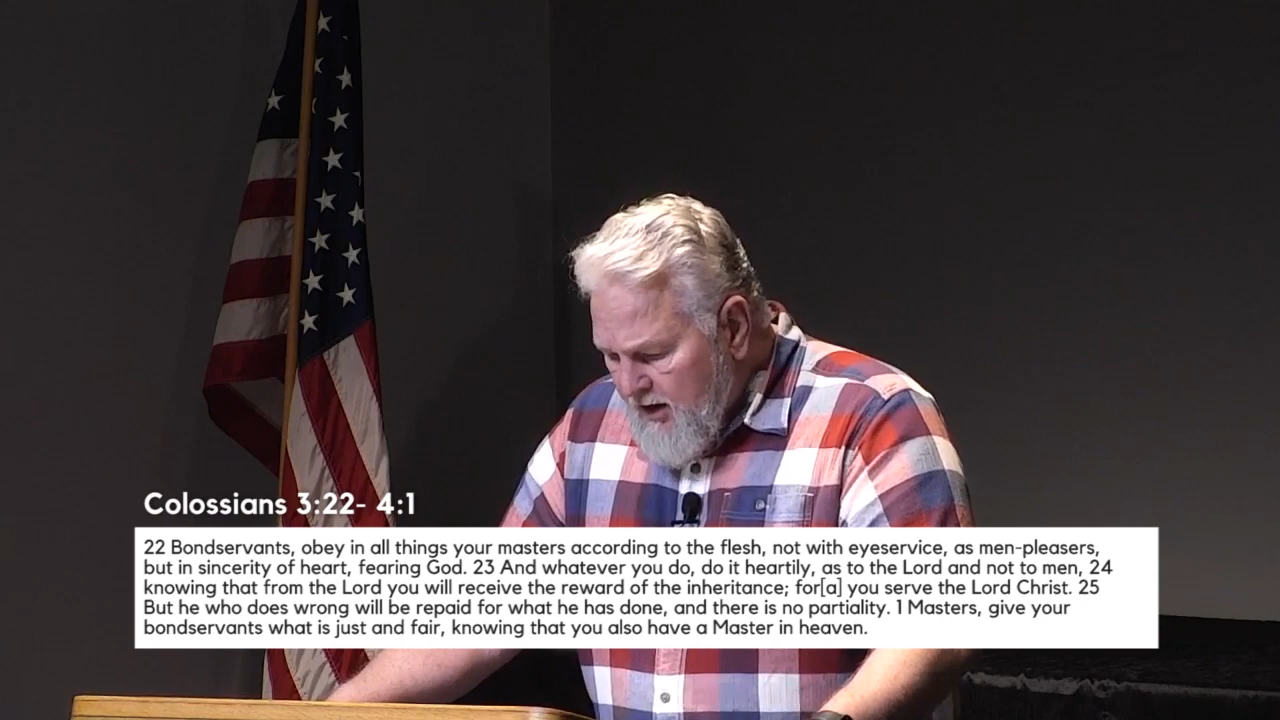 Colossians 3:22- 4:1
22 Bondservants, obey in all things your masters according to the flesh, not with eyeservice, as men-pleasers,
but in sincerity of heart, fearing God. 23 And whatever you do, do it heartily, as to the Lord and not to men, 24
knowing that from the Lord you will receive the reward of the inheritance; for[a] you serve the Lord Christ. 25
But he who does wrong will be repaid for what he has done, and there is no partiality. 1 Masters, give your
bondservants what is just and fair, knowing that you also have a Master in heaven.